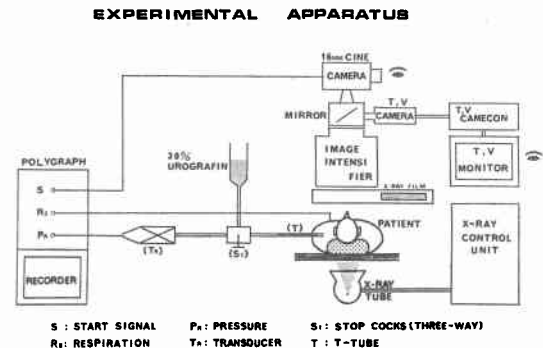 EXPERIMENTAL APPARATUS
16mm CINE
CAMERA
T,V
CAMERA
T,V
CAMECON
MIRROR
30%
UROGRAFIN
IMAGE
INTENSI
FIER
T,V
MONITOR
POLYGRAPH
X-RAY FILM
S
RE
PR
(T)
PATIENT
(TR)
(St)
X-RAY
CONTROL
UNIT
RECORDER
X-RAY
TUBE
S : START SIGNAL PR: PRESSURE St: STOP COCKS(THREE-WAY)
RE: RESPIRATION TR: TRANSDUCER T : T-TUBE